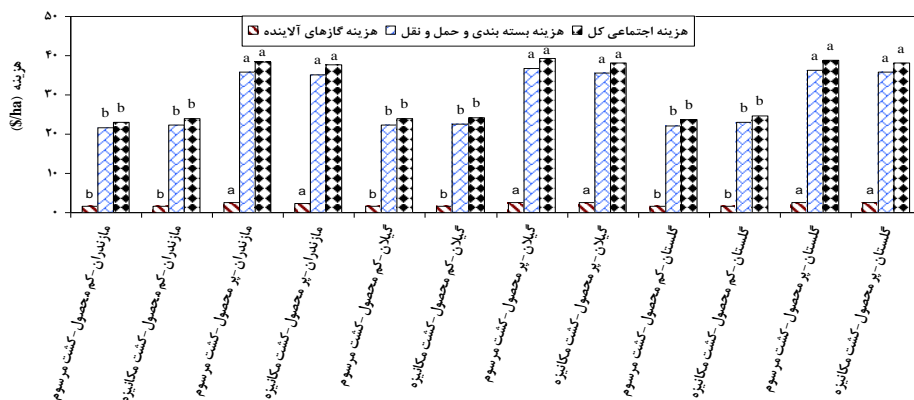 ۵۰
هزینه گازهای آلاینده هزینه بسته بندی و حمل و نقل هزینه اجتماعی کل
a a a a a a a a a a a a
۴۰
۳۰
b b b b b b b b b b b b
۲۰
۱۰
b b a a b b a a b b a a
۰
هزینه ($/ha)
مازندران-کم محصول-کشت مرسوم
مازندران-کم محصول-کشت مکانیزه
مازندران-پر محصول-کشت مرسوم
مازندران-پر محصول-کشت مکانیزه
گیلان-کم محصول-کشت مرسوم
گیلان-کم محصول-کشت مکانیزه
گیلان-پر محصول-کشت مرسوم
گیلان-پر محصول-کشت مکانیزه
گلستان-کم محصول-کشت مرسوم
گلستان-کم محصول-کشت مکانیزه
گلستان-پر محصول-کشت مرسوم
گلستان-پر محصول-کشت مکانیزه